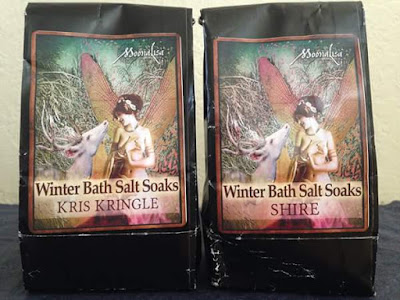 Moonalisa
Winter Bath Salt Soaks
KRIS KRINGLE
Moonalisa
Winter Bath Salt Soaks
SHIRE